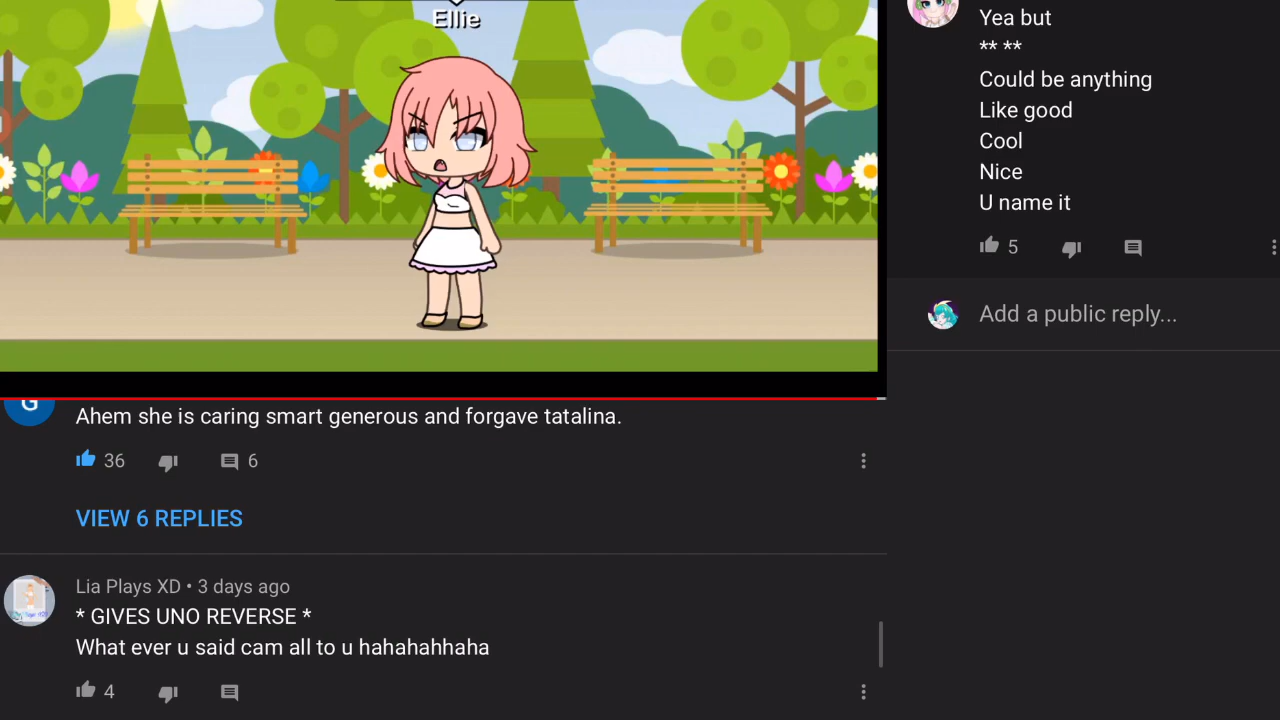 Ellie
Ahem she is caring smart generous and forgave tatalina.
36
6
VIEW 6 REPLIES
Lia Plays XD • 3 days ago
* GIVES UNO REVERSE *
What ever u said cam all to u hahahahhaha
4
Yea but
** **
Could be anything
Like good
Cool
Nice
U name it
5
Add a public reply...